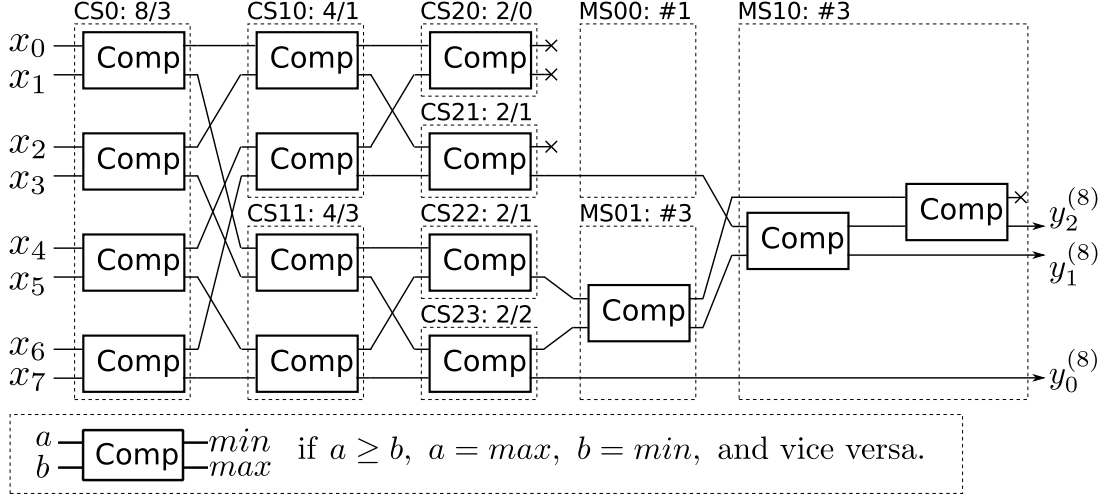 CS0: 8/3
CS10: 4/1
CS20: 2/0
MS00: #1
MS10: #3
x0 Comp Comp Comp
x1
CS21: 2/1
x2 Comp Comp Comp
x3
CS11: 4/3
CS22: 2/1
MS01: #3
Comp y2(8)
x4 Comp Comp Comp Comp
x5 y1(8)
CS23: 2/2
Comp
x6 Comp Comp Comp
x7 y0(8)
a Comp min if a ≥ b, a = max, b = min, and vice versa.
b max